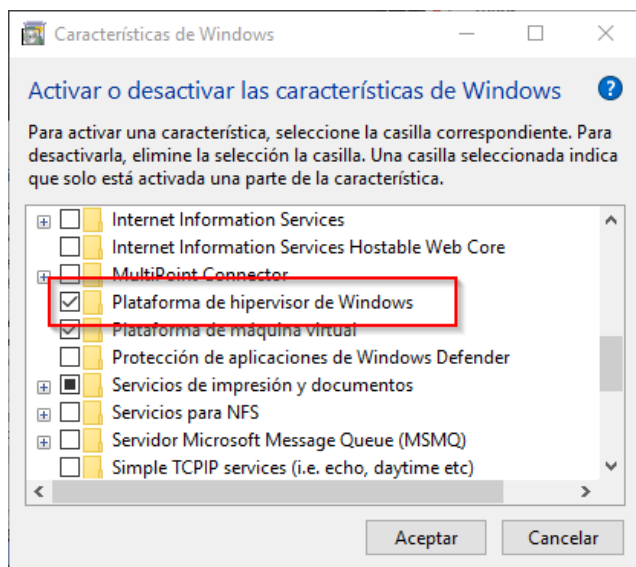 Características de Windows
Activar o desactivar las características de Windows
?
Para activar una característica, seleccione la casilla correspondiente. Para
desactivarla, elimine la selección la casilla. Una casilla seleccionada indica
que solo está activada una parte de la característica.
Internet Information Services
Internet Information Services Hostable Web Core
MultiPoint Connector
Plataforma de hipervisor de Windows
Plataforma de máquina virtual
Protección de aplicaciones de Windows Defender
Servicios de impresión y documentos
Servicios para NFS
Servidor Microsoft Message Queue (MSMQ)
Simple TCPIP services (i.e. echo, daytime etc)
Aceptar
Cancelar